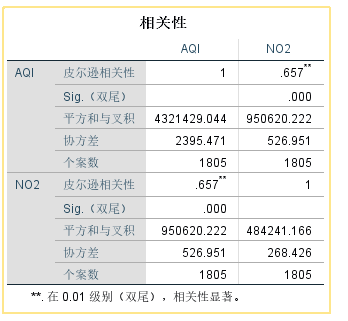 相关性
AQI NO2
AQI 皮尔逊相关性 1 .657**
Sig.（双尾） .000
平方和与叉积 4321429.044 950620.222
协方差 2395.471 526.951
个案数 1805 1805
NO2 皮尔逊相关性 .657** 1
Sig.（双尾） .000
平方和与叉积 950620.222 484241.166
协方差 526.951 268.426
个案数 1805 1805
**. 在 0.01 级别（双尾），相关性显著。